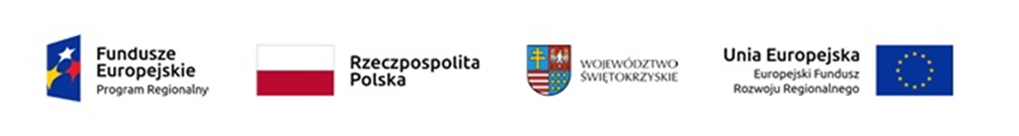 Fundusze
Europejskie
Program Regionalny
Rzeczpospolita
Polska
WOJEWÓDZTWO
ŚWIĘTOKRZYSKIE
Unia Europejska
Europejski Fundusz
Rozwoju Regionalnego